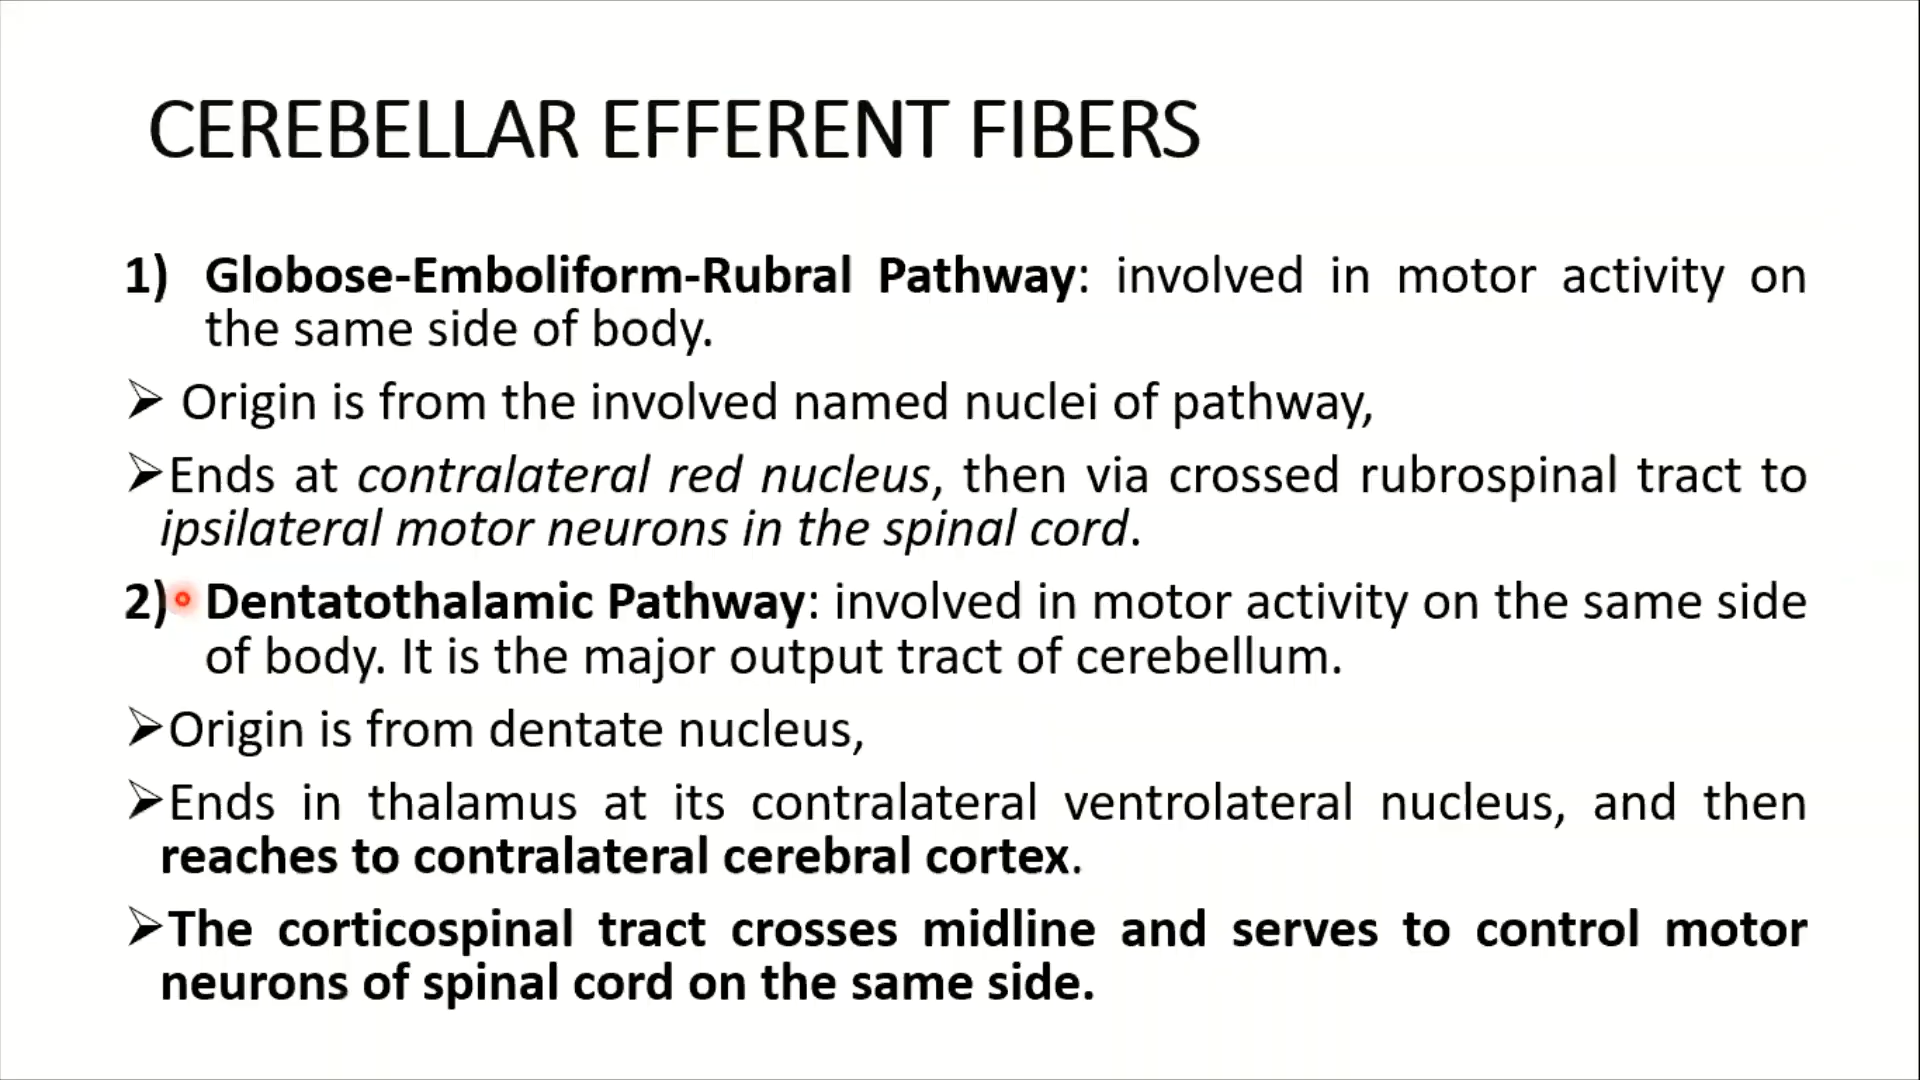 CEREBELLAR EFFERENT FIBERS
1) Globose-Emboliform-Rubral Pathway: involved in motor activity on
the same side of body.
➢ Origin is from the involved named nuclei of pathway,
➢Ends at contralateral red nucleus, then via crossed rubrospinal tract to
ipsilateral motor neurons in the spinal cord.
2) Dentatothalamic Pathway: involved in motor activity on the same side
of body. It is the major output tract of cerebellum.
➢Origin is from dentate nucleus,
➢Ends in thalamus at its contralateral ventrolateral nucleus, and then
reaches to contralateral cerebral cortex.
➢The corticospinal tract crosses midline and serves to control motor
neurons of spinal cord on the same side.